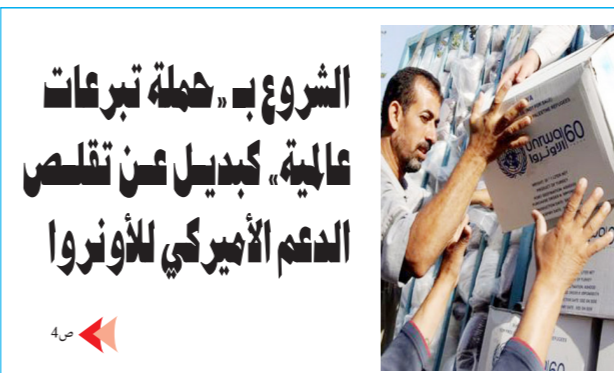 الشروع بـ «حملة تبرعات
عالمية» كبديل عن تقلص
الدعم الأميركي للأونروا
ص4
unrwa
الأونروا
60